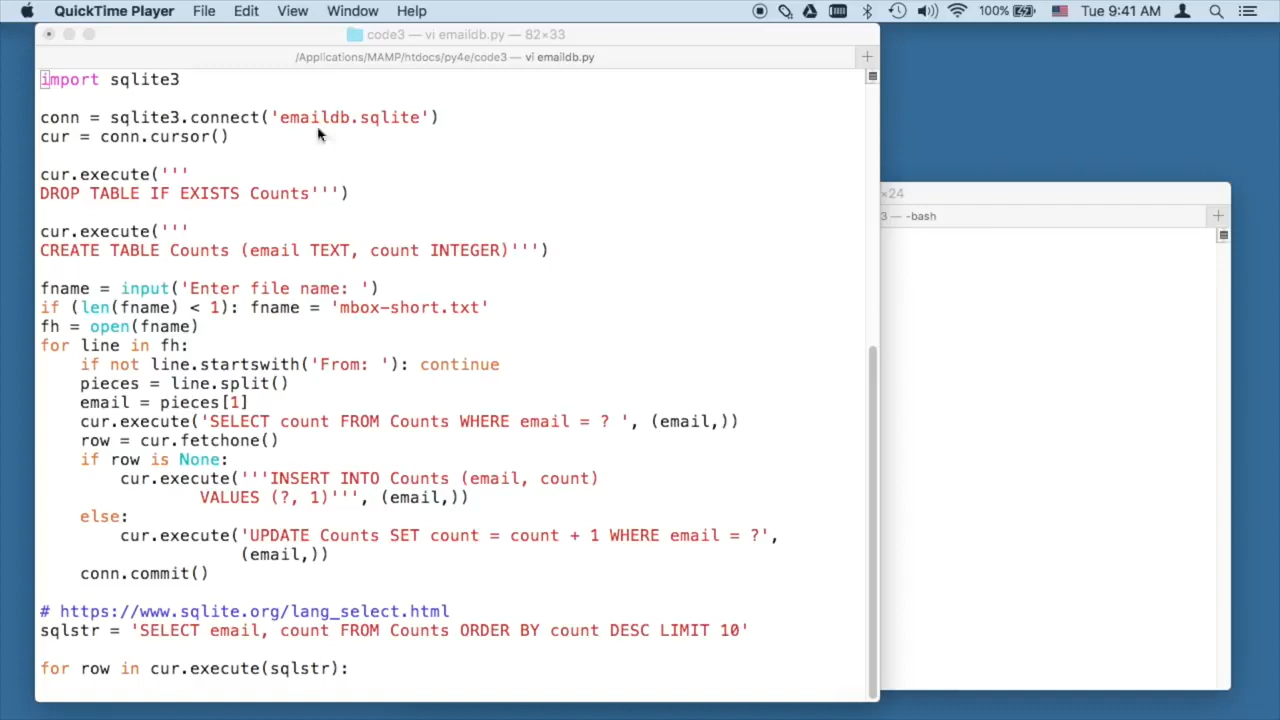 QuickTime Player File Edit View Window Help 100% Tue 9:41 AM
code3 — vi emaildb.py — 82×33
/Applications/MAMP/htdocs/py4e/code3 — vi emaildb.py +
import sqlite3
conn = sqlite3.connect('emaildb.sqlite')
cur = conn.cursor()
cur.execute('''
DROP TABLE IF EXISTS Counts''')
cur.execute('''
CREATE TABLE Counts (email TEXT, count INTEGER)''')
fname = input('Enter file name: ')
if (len(fname) < 1): fname = 'mbox-short.txt'
fh = open(fname)
for line in fh:
    if not line.startswith('From: '): continue
    pieces = line.split()
    email = pieces[1]
    cur.execute('SELECT count FROM Counts WHERE email = ? ', (email,))
    row = cur.fetchone()
    if row is None:
        cur.execute('''INSERT INTO Counts (email, count)
                VALUES (?, 1)''', (email,))
    else:
        cur.execute('UPDATE Counts SET count = count + 1 WHERE email = ?',
                    (email,))
    conn.commit()
# https://www.sqlite.org/lang_select.html
sqlstr = 'SELECT email, count FROM Counts ORDER BY count DESC LIMIT 10'
for row in cur.execute(sqlstr):
×24
3 — -bash +